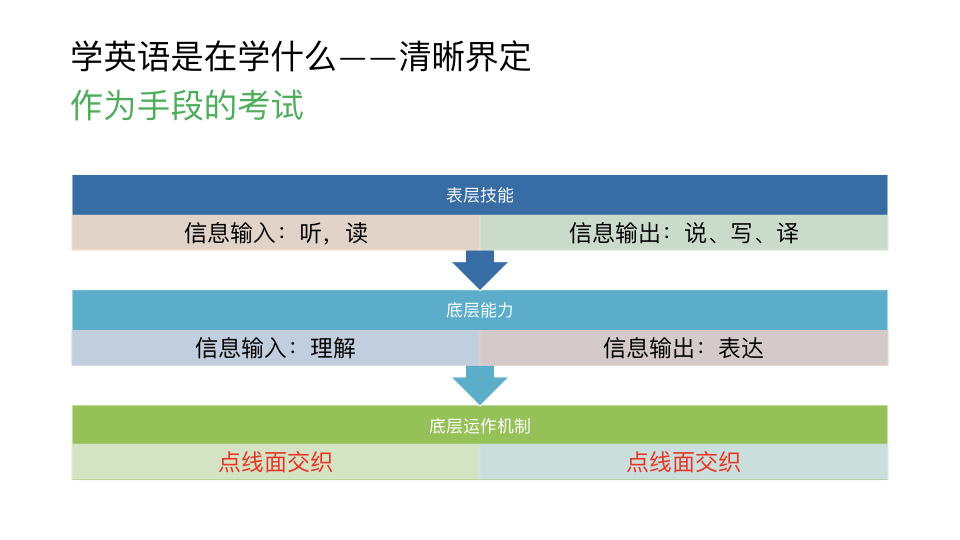 学英语是在学什么——清晰界定
作为手段的考试
表层技能
信息输入：听，读
信息输出：说、写、译
底层能力
信息输入：理解
信息输出：表达
底层运作机制
点线面交织
点线面交织